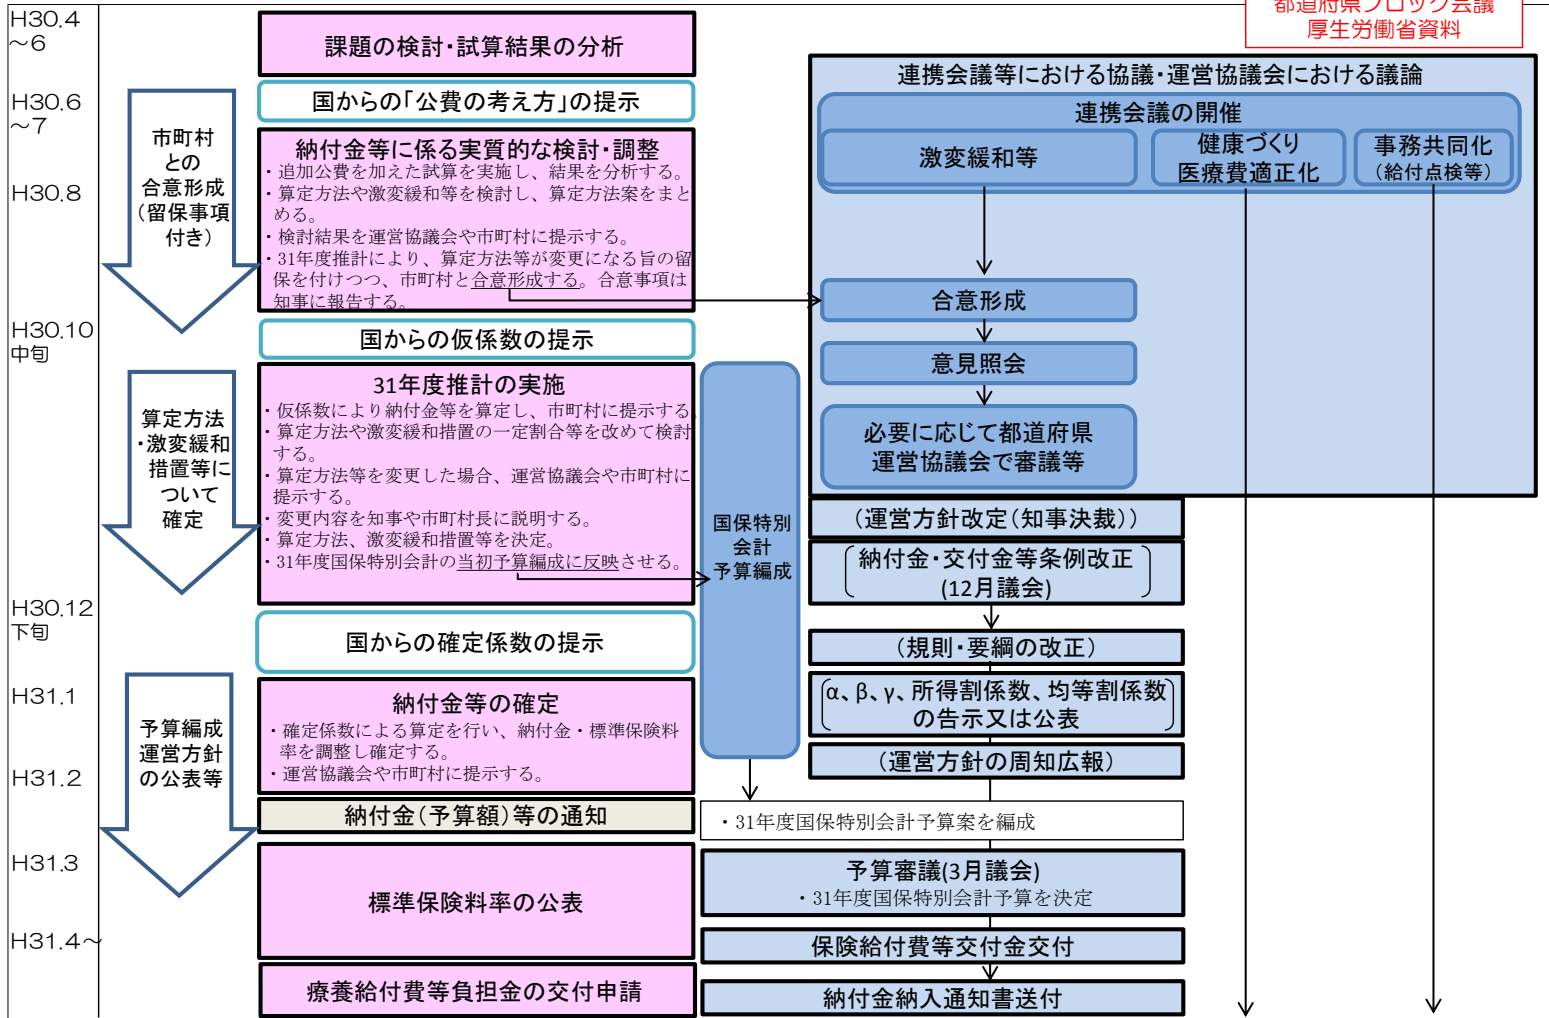 都道府県ブロック会議
厚生労働省資料
H30.4
～6
H30.6
～7
H30.8
H30.10
中旬
H30.12
下旬
H31.1
H31.2
H31.3
H31.4～
市町村
との
合意形成
（留保事項
付き）
算定方法
・激変緩和
措置等に
ついて
確定
予算編成
運営方針
の公表等
課題の検討・試算結果の分析
国からの「公費の考え方」の提示
納付金等に係る実質的な検討・調整
・追加公費を加えた試算を実施し、結果を分析する。
・算定方法や激変緩和等を検討し、算定方法案をまと
める。
・検討結果を運営協議会や市町村に提示する。
・31年度推計により、算定方法等が変更になる旨の留
保を付けつつ、市町村と合意形成する。合意事項は
知事に報告する。
国からの仮係数の提示
31年度推計の実施
・仮係数により納付金等を算定し、市町村に提示する。
・算定方法や激変緩和措置の一定割合等を改めて検討
する。
・算定方法等を変更した場合、運営協議会や市町村に
提示する。
・変更内容を知事や市町村長に説明する。
・算定方法、激変緩和措置等を決定。
・31年度国保特別会計の当初予算編成に反映させる。
国からの確定係数の提示
納付金等の確定
・確定係数による算定を行い、納付金・標準保険料
率を調整し確定する。
・運営協議会や市町村に提示する。
納付金（予算額）等の通知
標準保険料率の公表
療養給付費等負担金の交付申請
国保特別
会計
予算編成
連携会議等における協議・運営協議会における議論
連携会議の開催
激変緩和等
健康づくり
医療費適正化
事務共同化
（給付点検等）
合意形成
意見照会
必要に応じて都道府県
運営協議会で審議等
（運営方針改定（知事決裁））
納付金・交付金等条例改正
(12月議会)
（規則・要綱の改正）
α、β、γ、所得割係数、均等割係数
の告示又は公表
（運営方針の周知広報）
・31年度国保特別会計予算案を編成
予算審議(3月議会)
・31年度国保特別会計予算を決定
保険給付費等交付金交付
納付金納入通知書送付